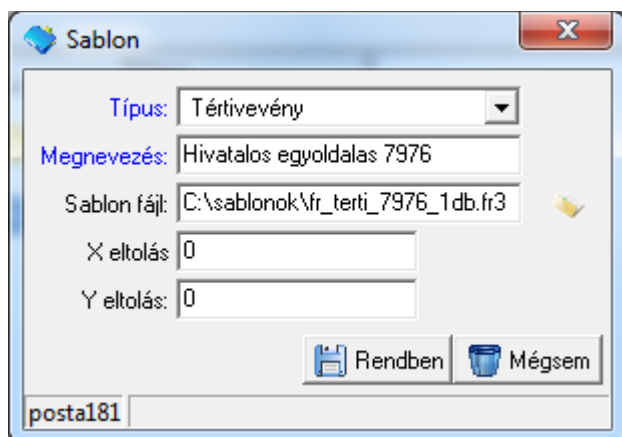 Sablon
Típus: Tértivevény
Megnevezés: Hivatalos egyoldalas 7976
Sablon fájl: C:\sablonok\fr_terti_7976_1db.fr3
X eltolás 0
Y eltolás: 0
Rendben Mégsem
posta181